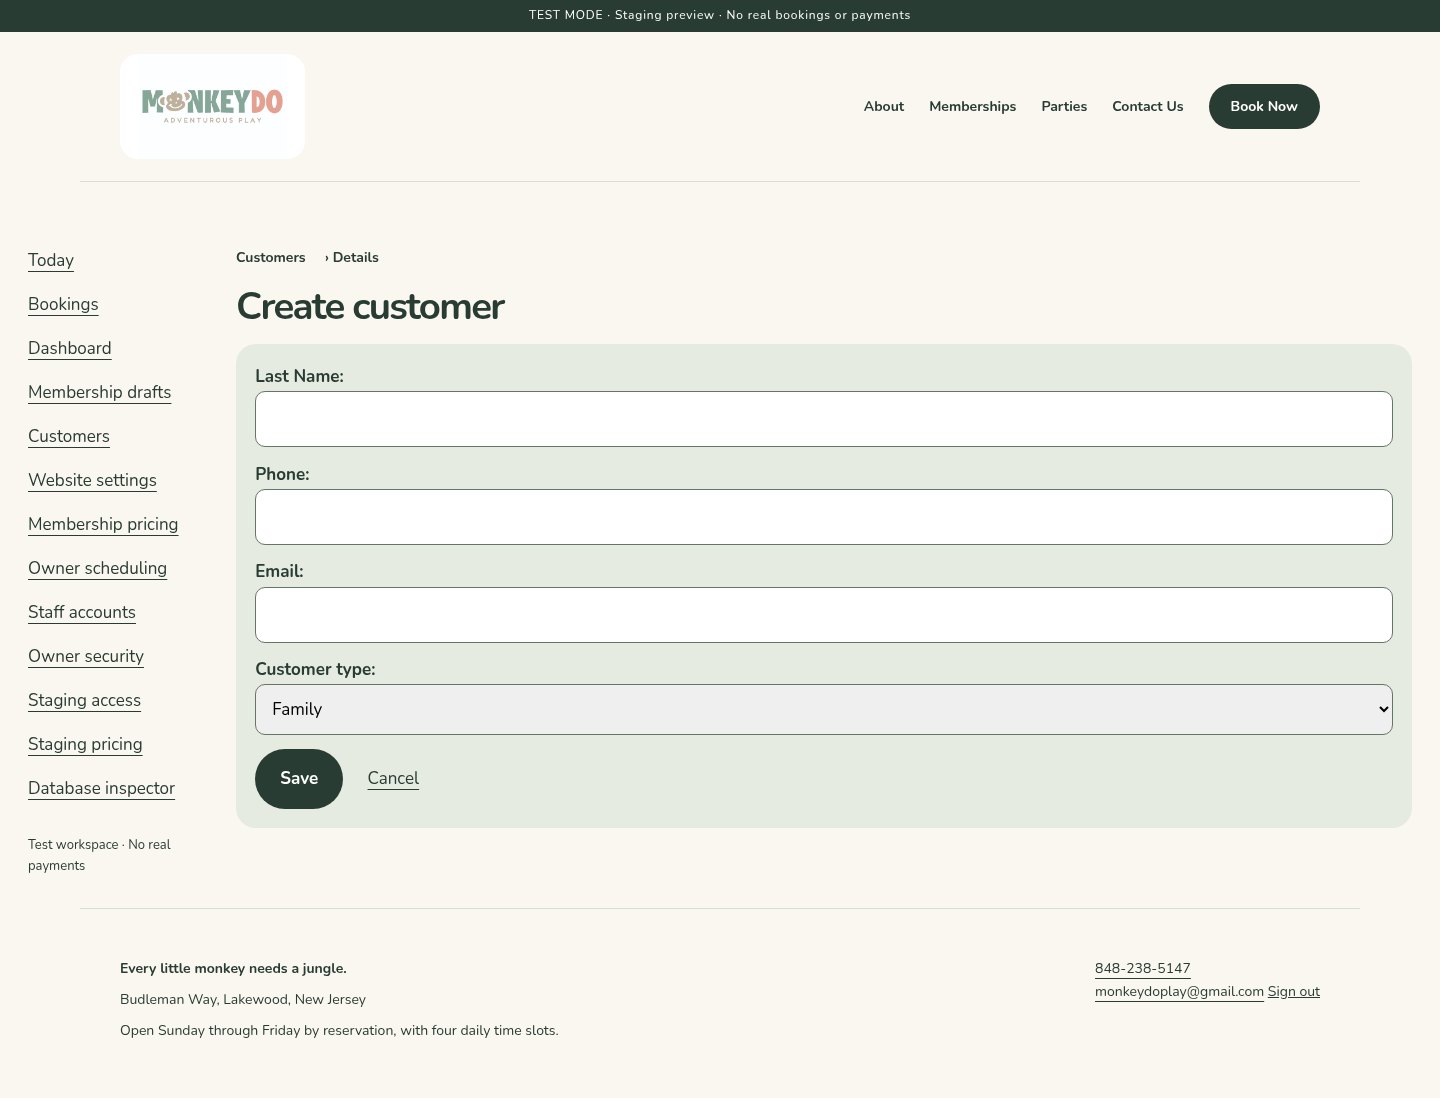 TEST MODE · Staging preview · No real bookings or payments
MONKEYDO
ADVENTUROUS PLAY
About
Memberships
Parties
Contact Us
Book Now
Today
Bookings
Dashboard
Membership drafts
Customers
Website settings
Membership pricing
Owner scheduling
Staff accounts
Owner security
Staging access
Staging pricing
Database inspector
Test workspace · No real
payments
Customers › Details
Create customer
Last Name:
Phone:
Email:
Customer type:
Family
Save
Cancel
Every little monkey needs a jungle.
Budleman Way, Lakewood, New Jersey
Open Sunday through Friday by reservation, with four daily time slots.
848-238-5147
monkeydoplay@gmail.com Sign out